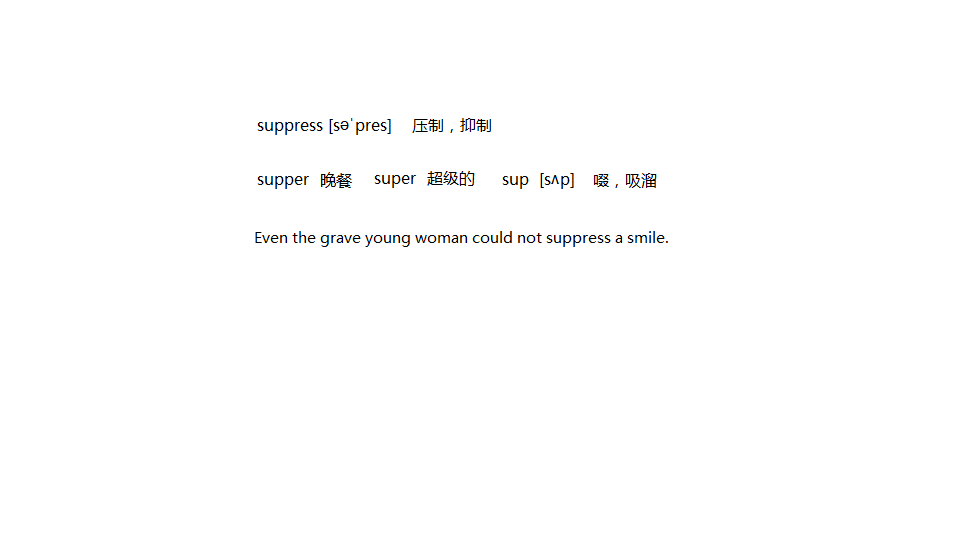 suppress [səˈpres] 压制，抑制
supper 晚餐 super 超级的 sup [sʌp] 啜，吸溜
Even the grave young woman could not suppress a smile.